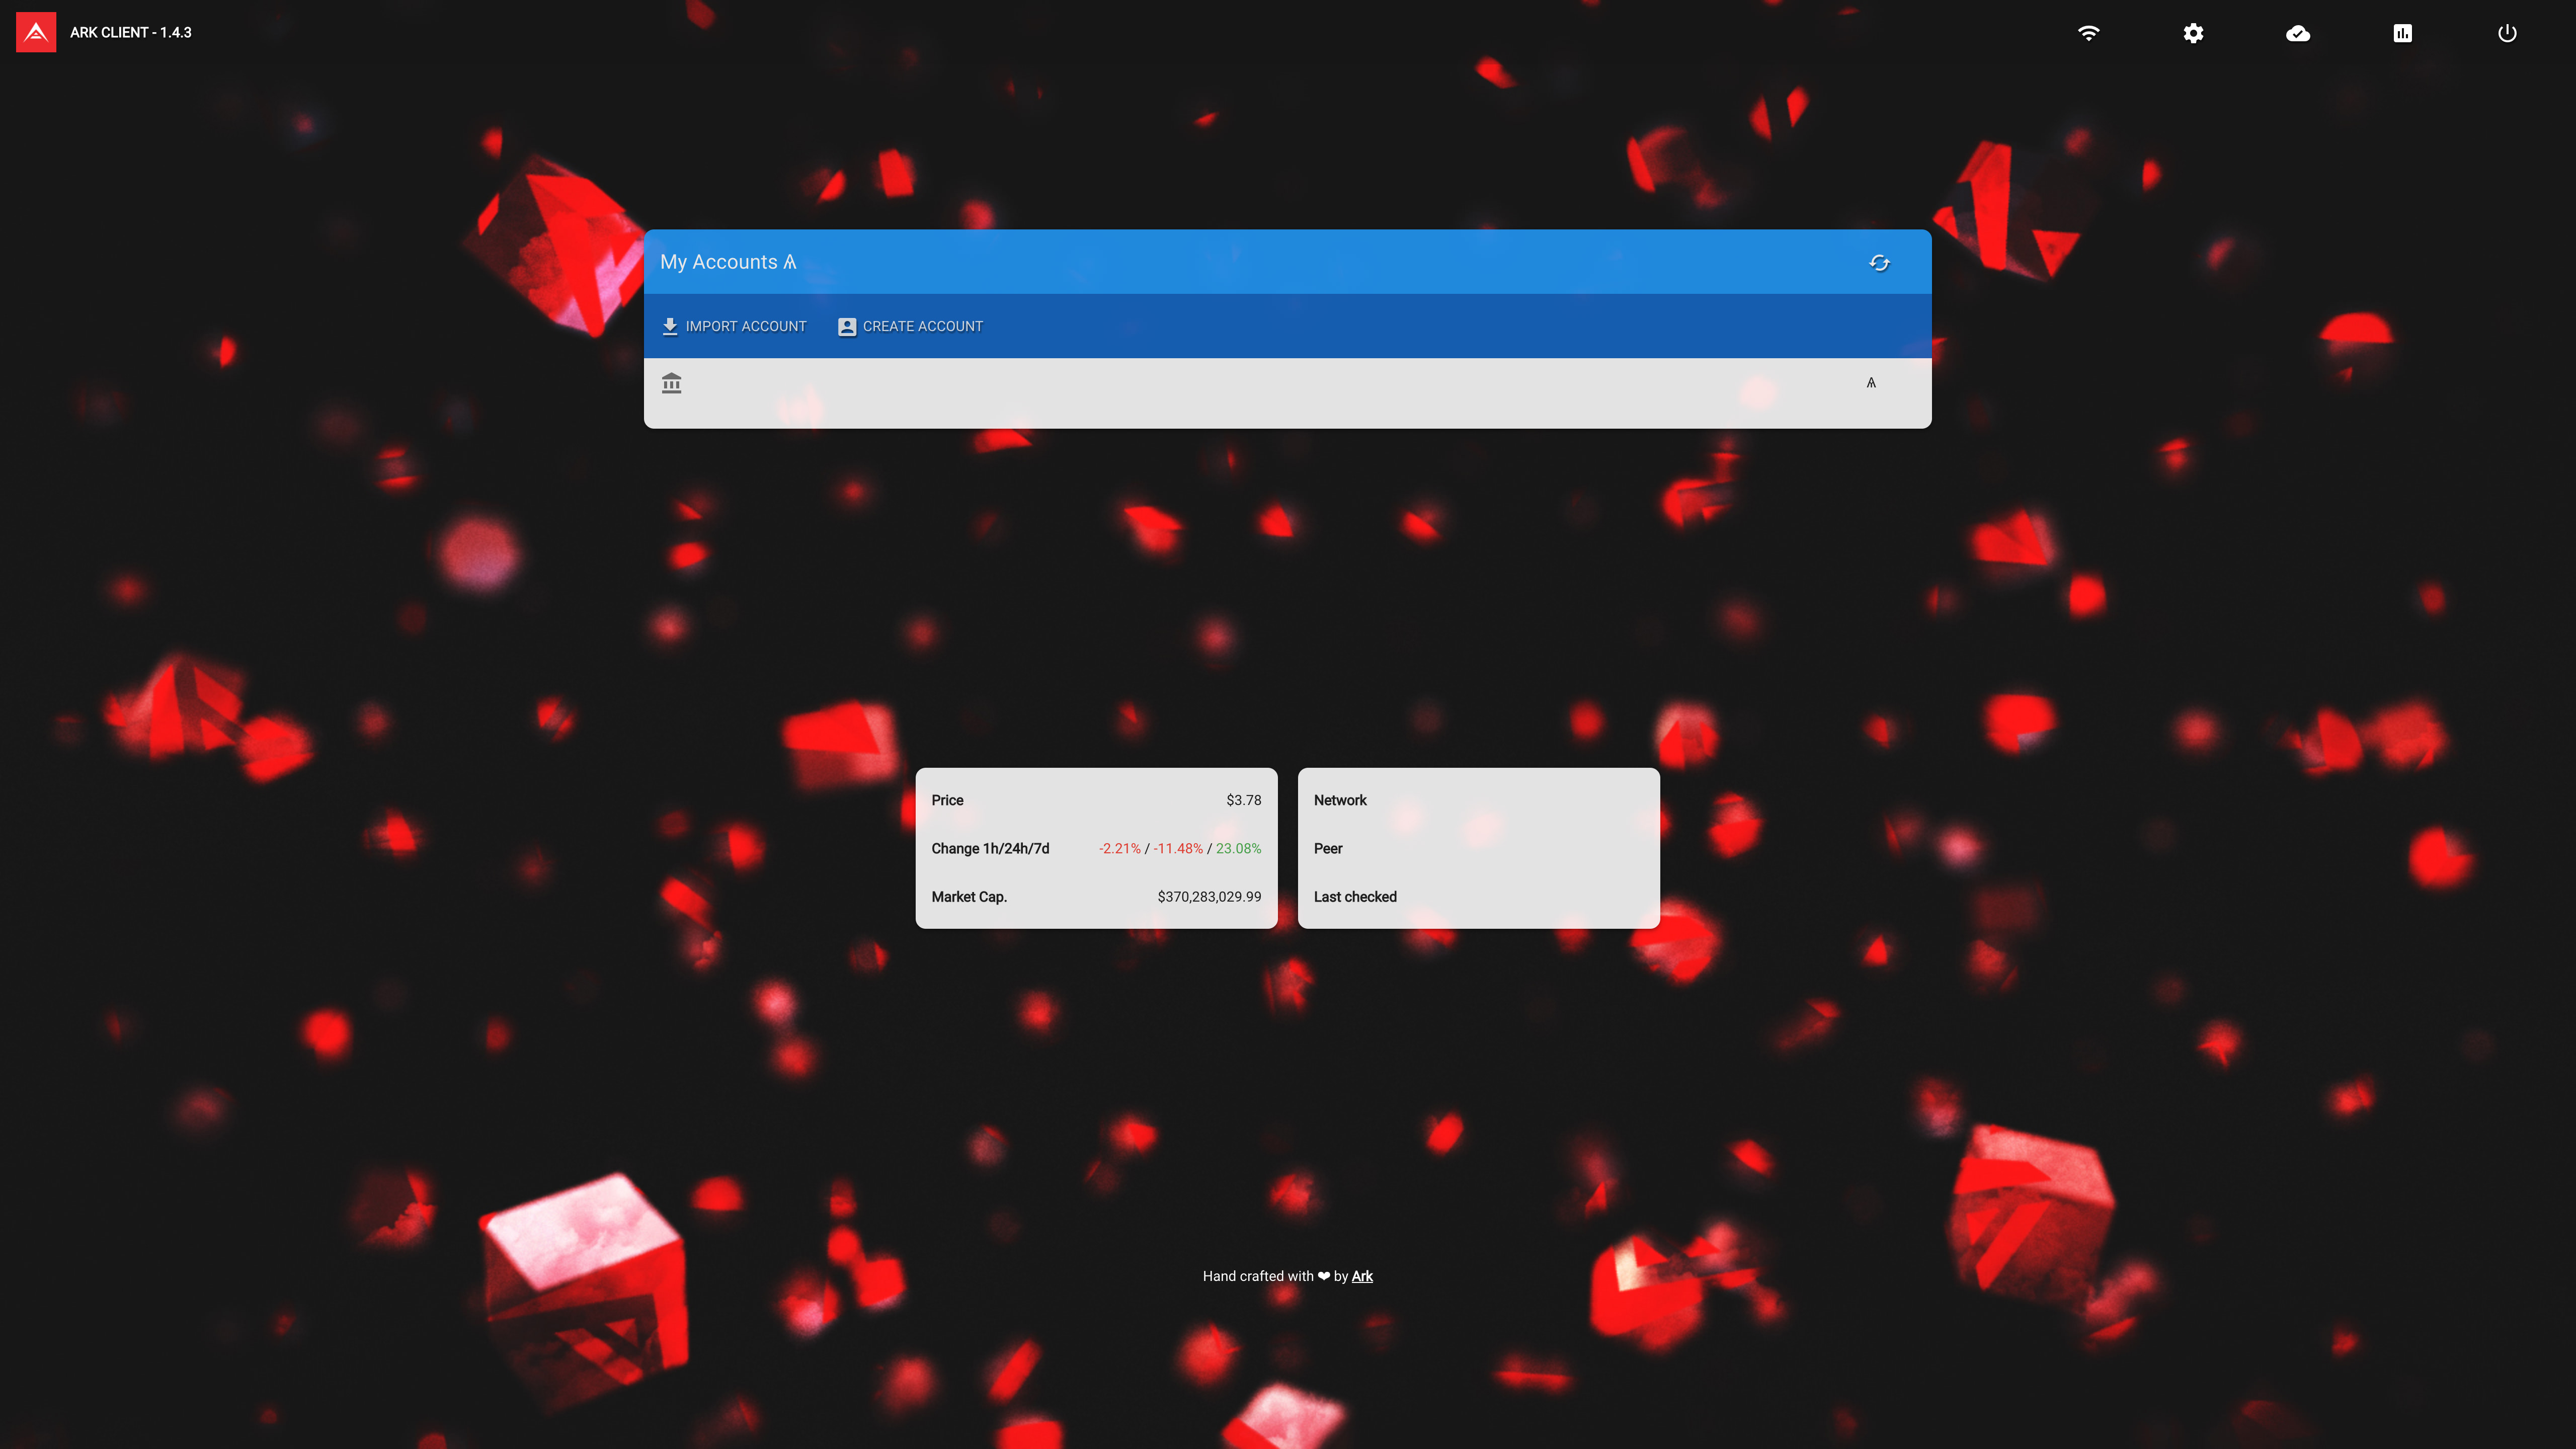 ARK CLIENT - 1.4.3
My Accounts Ѧ
IMPORT ACCOUNT CREATE ACCOUNT
Ѧ
Price $3.78
Change 1h/24h/7d -2.21% / -11.48% / 23.08%
Market Cap. $370,283,029.99
Network
Peer
Last checked
Hand crafted with ❤ by Ark